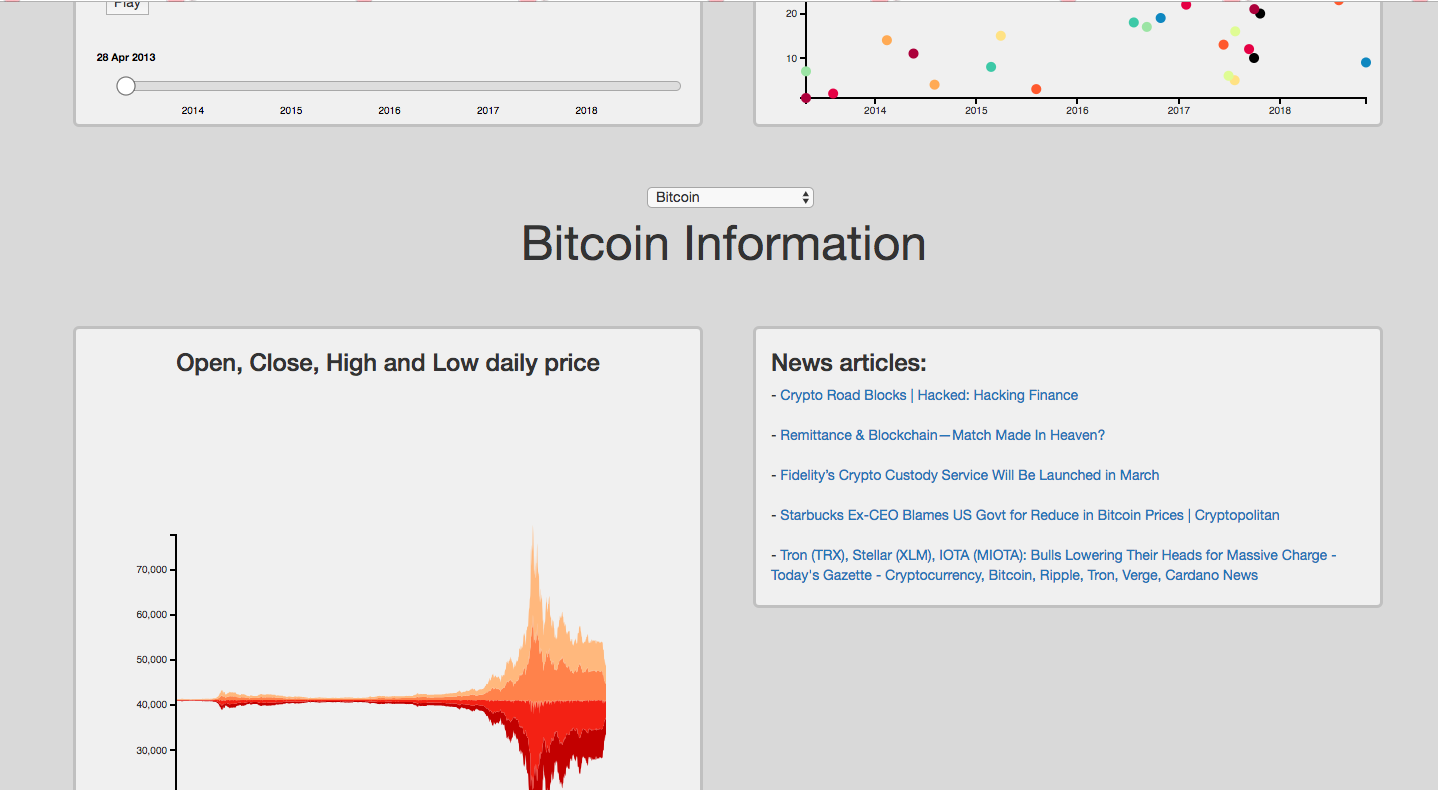 Play
28 Apr 2013
2014 2015 2016 2017 2018
20
10
2014 2015 2016 2017 2018
Bitcoin
Bitcoin Information
Open, Close, High and Low daily price
70,000
60,000
50,000
40,000
30,000
News articles:
- Crypto Road Blocks | Hacked: Hacking Finance
- Remittance & Blockchain—Match Made In Heaven?
- Fidelity's Crypto Custody Service Will Be Launched in March
- Starbucks Ex-CEO Blames US Govt for Reduce in Bitcoin Prices | Cryptopolitan
- Tron (TRX), Stellar (XLM), IOTA (MIOTA): Bulls Lowering Their Heads for Massive Charge -
Today's Gazette - Cryptocurrency, Bitcoin, Ripple, Tron, Verge, Cardano News